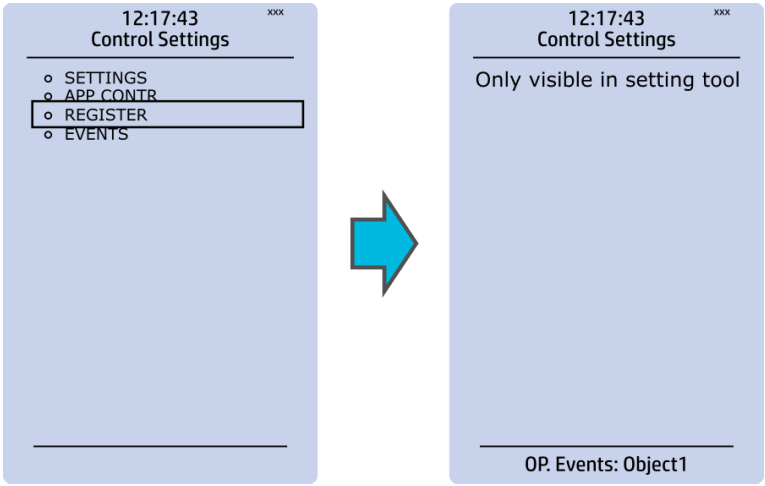 12:17:43 xxx
Control Settings
SETTINGS
APP CONTR
REGISTER
EVENTS
12:17:43 xxx
Control Settings
Only visible in setting tool
OP. Events: Object1